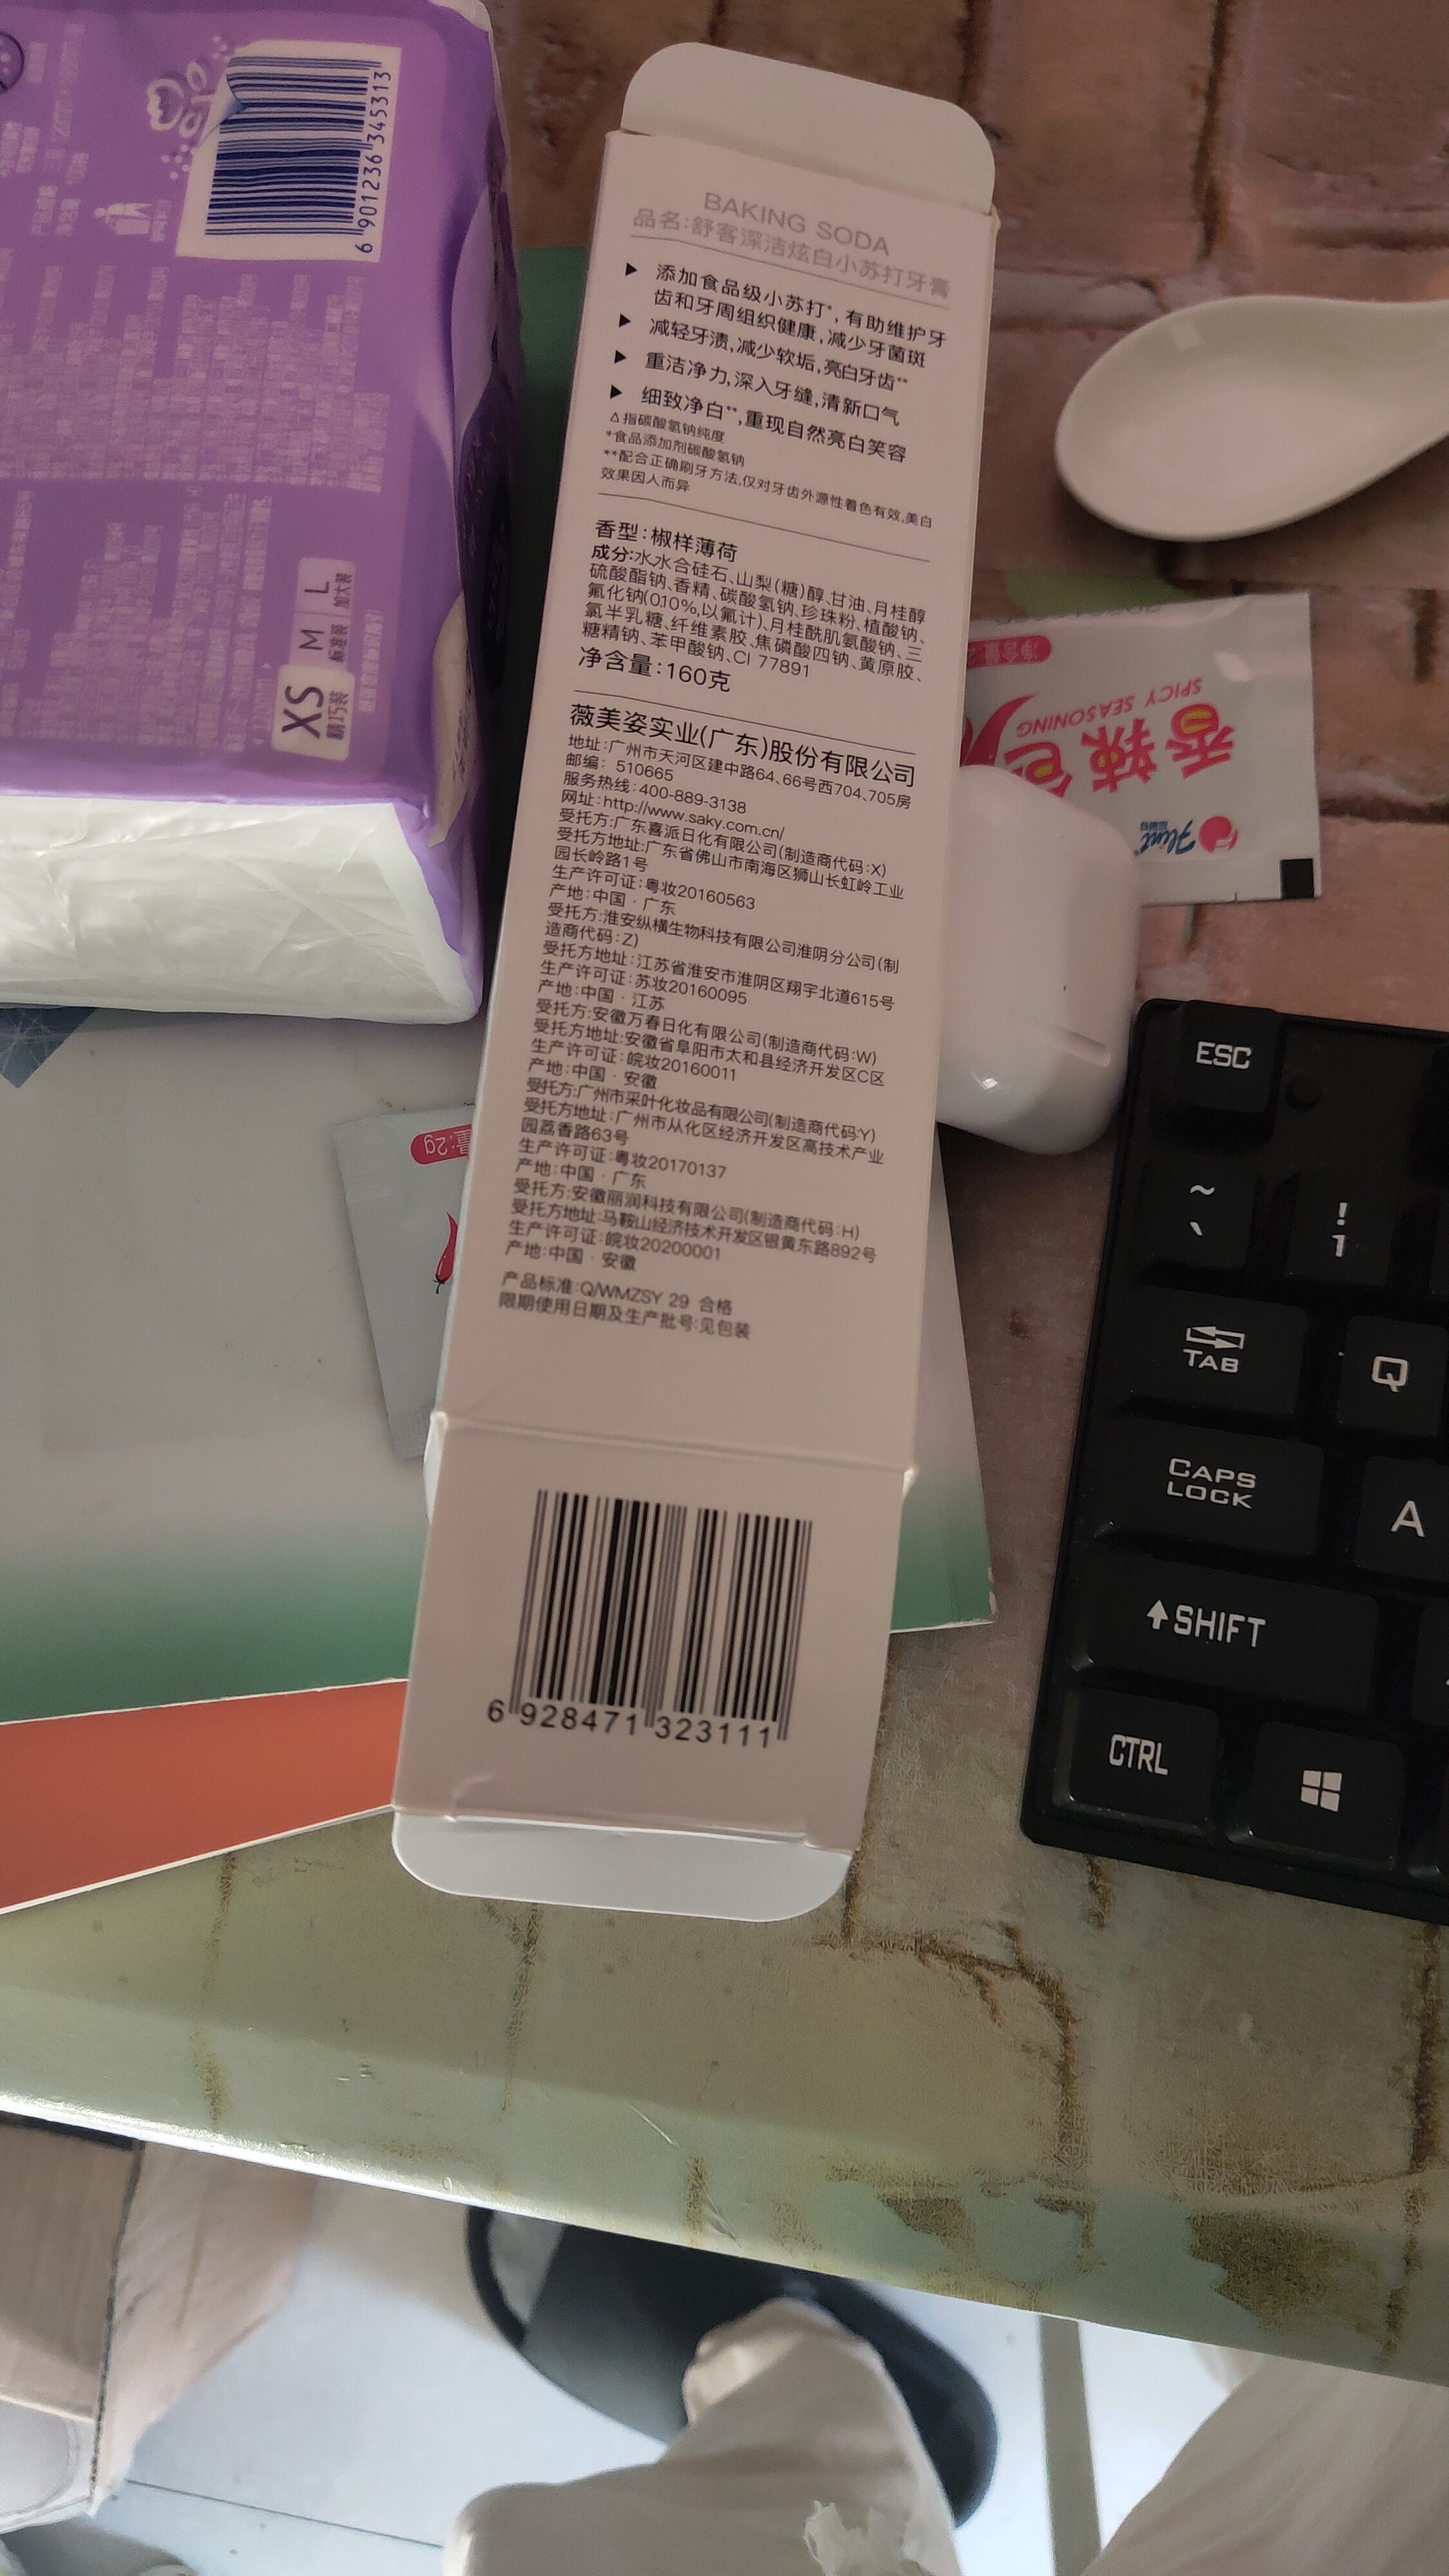 BAKING SODA
品名:舒客深洁炫白小苏打牙膏
▶ 添加食品级小苏打*,有助维护牙
齿和牙周组织健康,减少牙菌斑
▶ 减轻牙渍,减少软垢,亮白牙齿**
▶ 重洁净力,深入牙缝,清新口气
▶ 细致净白**,重现自然亮白笑容
Δ指碳酸氢钠纯度
*食品添加剂碳酸氢钠
**配合正确刷牙方法,仅对牙齿外源性着色有效,美白
效果因人而异
香型:椒样薄荷
成分:水水合硅石、山梨(糖)醇、甘油、月桂醇
硫酸酯钠、香精、碳酸氢钠、珍珠粉、植酸钠、
氟化钠(0.10%,以氟计)、月桂酰肌氨酸钠、三
氯半乳糖、纤维素胶、焦磷酸四钠、黄原胶、
糖精钠、苯甲酸钠、CI 77891
净含量:160克
薇美姿实业(广东)股份有限公司
地址:广州市天河区建中路64、66号西704、705房
邮编: 510665
服务热线:400-889-3138
网址:http://www.saky.com.cn/
受托方:广东喜派日化有限公司(制造商代码:X)
受托方地址:广东省佛山市南海区狮山长虹岭工业
园长岭路1号
生产许可证:粤妆20160563
产地:中国·广东
受托方:淮安纵横生物科技有限公司淮阴分公司(制
造商代码:Z)
受托方地址:江苏省淮安市淮阴区翔宇北道615号
生产许可证:苏妆20160095
产地:中国·江苏
受托方:安徽万春日化有限公司(制造商代码:W)
受托方地址:安徽省阜阳市太和县经济开发区C区
生产许可证:皖妆20160011
产地:中国·安徽
受托方:广州市采叶化妆品有限公司(制造商代码:Y)
受托方地址:广州市从化区经济开发区高技术产业
园荔香路63号
生产许可证:粤妆20170137
产地:中国·广东
受托方:安徽丽润科技有限公司(制造商代码:H)
受托方地址:马鞍山经济技术开发区银黄东路892号
生产许可证:皖妆20200001
产地:中国·安徽
产品标准:Q/WMZSY 29 合格
限期使用日期及生产批号:见包装
6 928471 323111
6 901236 345313
XS M L
精巧装 标准装 加大装
SPICY SEASONING
香辣包
量:2g
ESC
~
`
!
1
TAB
Q
CAPS
LOCK
A
SHIFT
CTRL